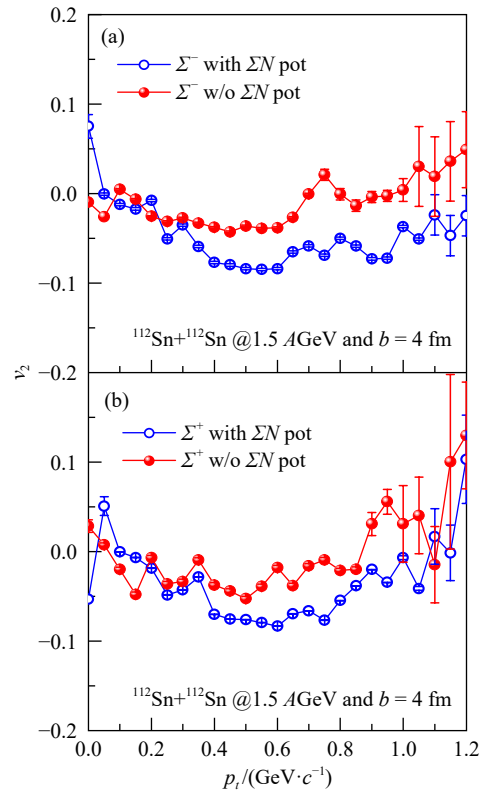 0.2
(a)
Σ⁻ with ΣN pot
Σ⁻ w/o ΣN pot
0.1
0.0
−0.1
¹¹²Sn+¹¹²Sn @1.5 AGeV and b = 4 fm
v₂
−0.2
(b)
Σ⁺ with ΣN pot
Σ⁺ w/o ΣN pot
0.1
0.0
−0.1
¹¹²Sn+¹¹²Sn @1.5 AGeV and b = 4 fm
−0.2
0.0 0.2 0.4 0.6 0.8 1.0 1.2
pₜ/(GeV·c⁻¹)